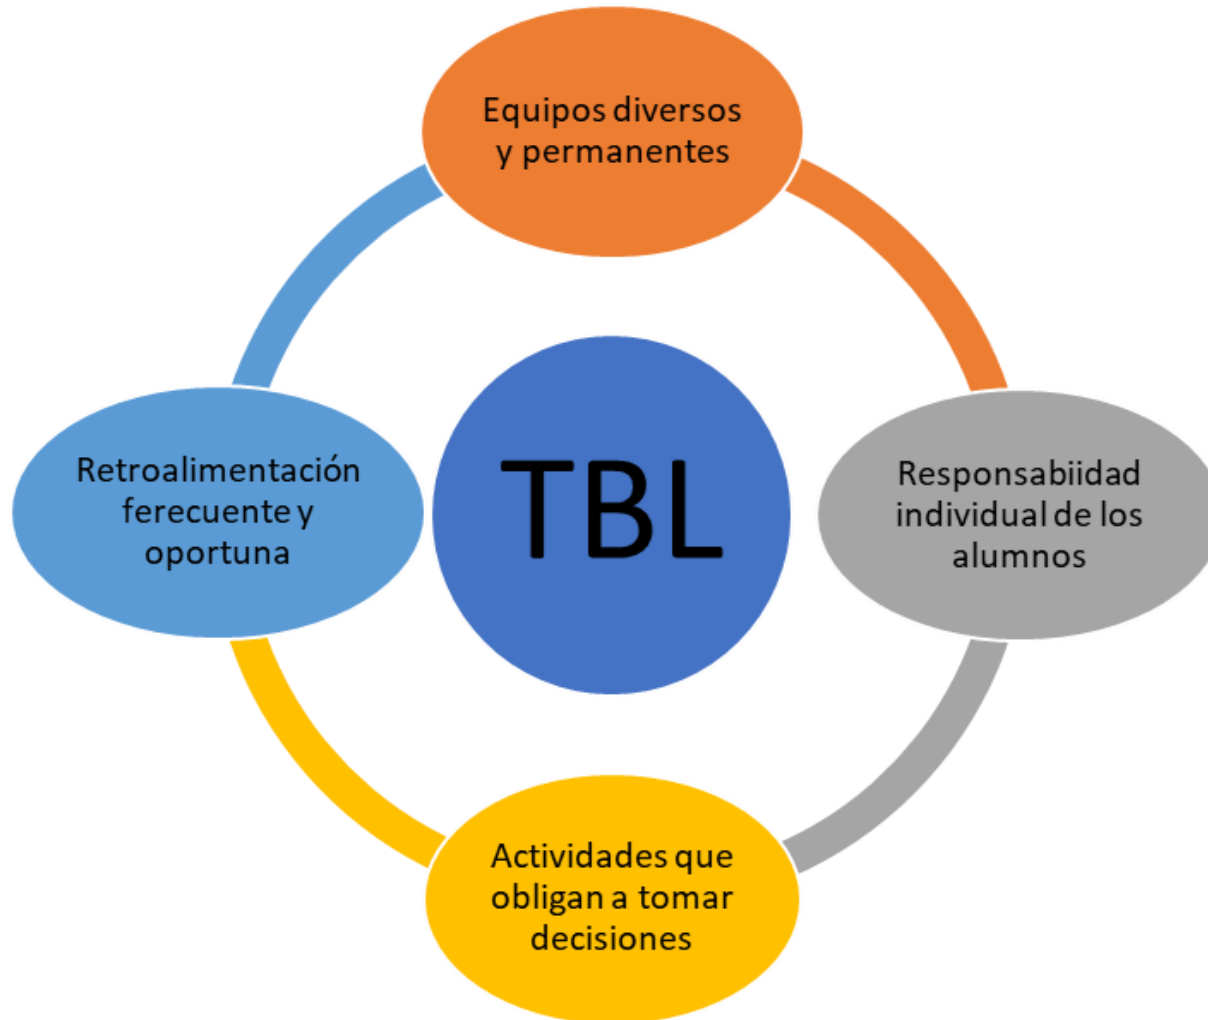 Equipos diversos
y permanentes
Retroalimentación
ferecuente y
oportuna
TBL
Responsabiidad
individual de los
alumnos
Actividades que
obligan a tomar
decisiones